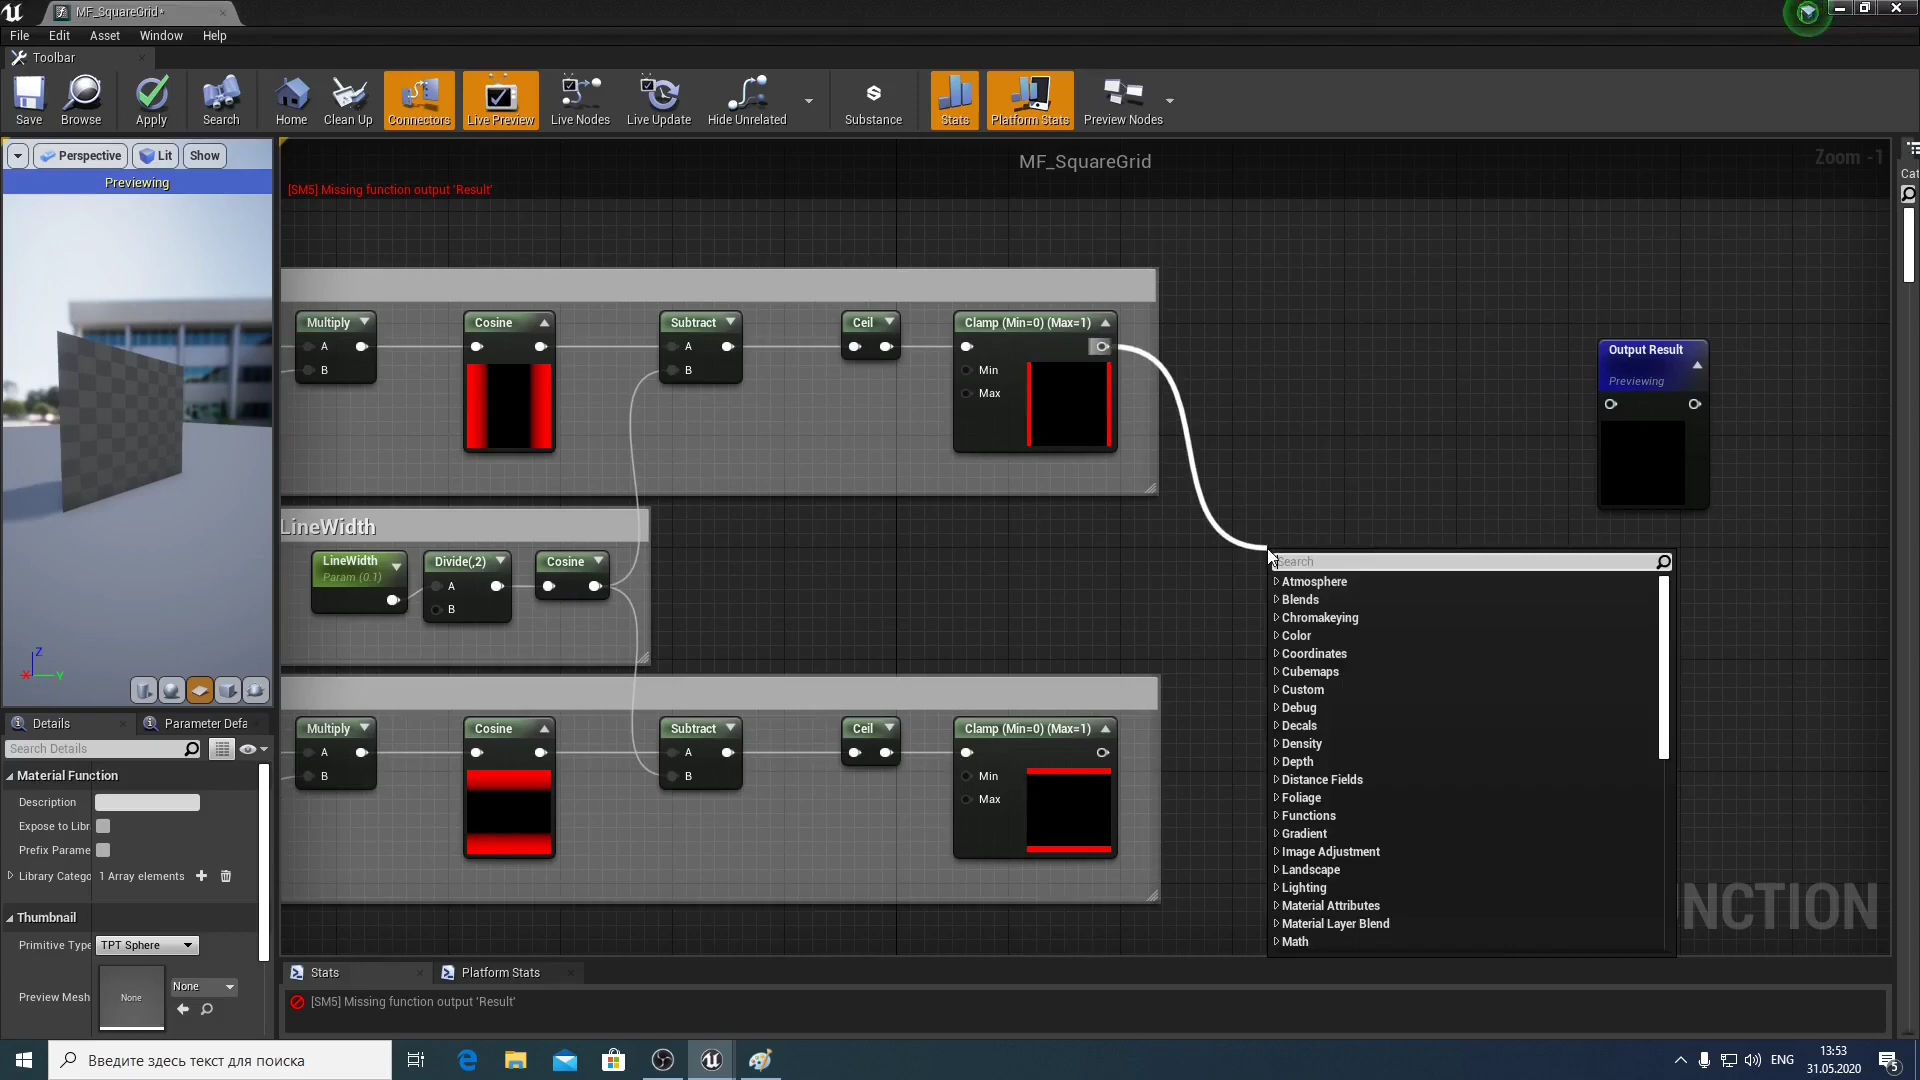 MF_SquareGrid*
File Edit Asset Window Help
Toolbar
Save Browse Apply Search Home Clean Up Connectors Live Preview Live Nodes Live Update Hide Unrelated Substance Stats Platform Stats Preview Nodes
Perspective Lit Show
Previewing
MF_SquareGrid
Zoom -1
[SM5] Missing function output 'Result'
Cat
Multiply Cosine Subtract Ceil Clamp (Min=0) (Max=1)
A A
B B Min
Max
Output Result
Previewing
LineWidth
LineWidth Divide(,2) Cosine
Param (0.1)
A
B
Multiply Cosine Subtract Ceil Clamp (Min=0) (Max=1)
A A
B B Min
Max
Search
Atmosphere
Blends
Chromakeying
Color
Coordinates
Cubemaps
Custom
Debug
Decals
Density
Depth
Distance Fields
Foliage
Functions
Gradient
Image Adjustment
Landscape
Lighting
Material Attributes
Material Layer Blend
Math
NCTION
Z
X Y
Details Parameter Defa
Search Details
Material Function
Description
Expose to Libr
Prefix Parame
Library Catego 1 Array elements
Thumbnail
Primitive Type TPT Sphere
Preview Mesh None None
Stats Platform Stats
[SM5] Missing function output 'Result'
Введите здесь текст для поиска
ENG 13:53
31.05.2020
5